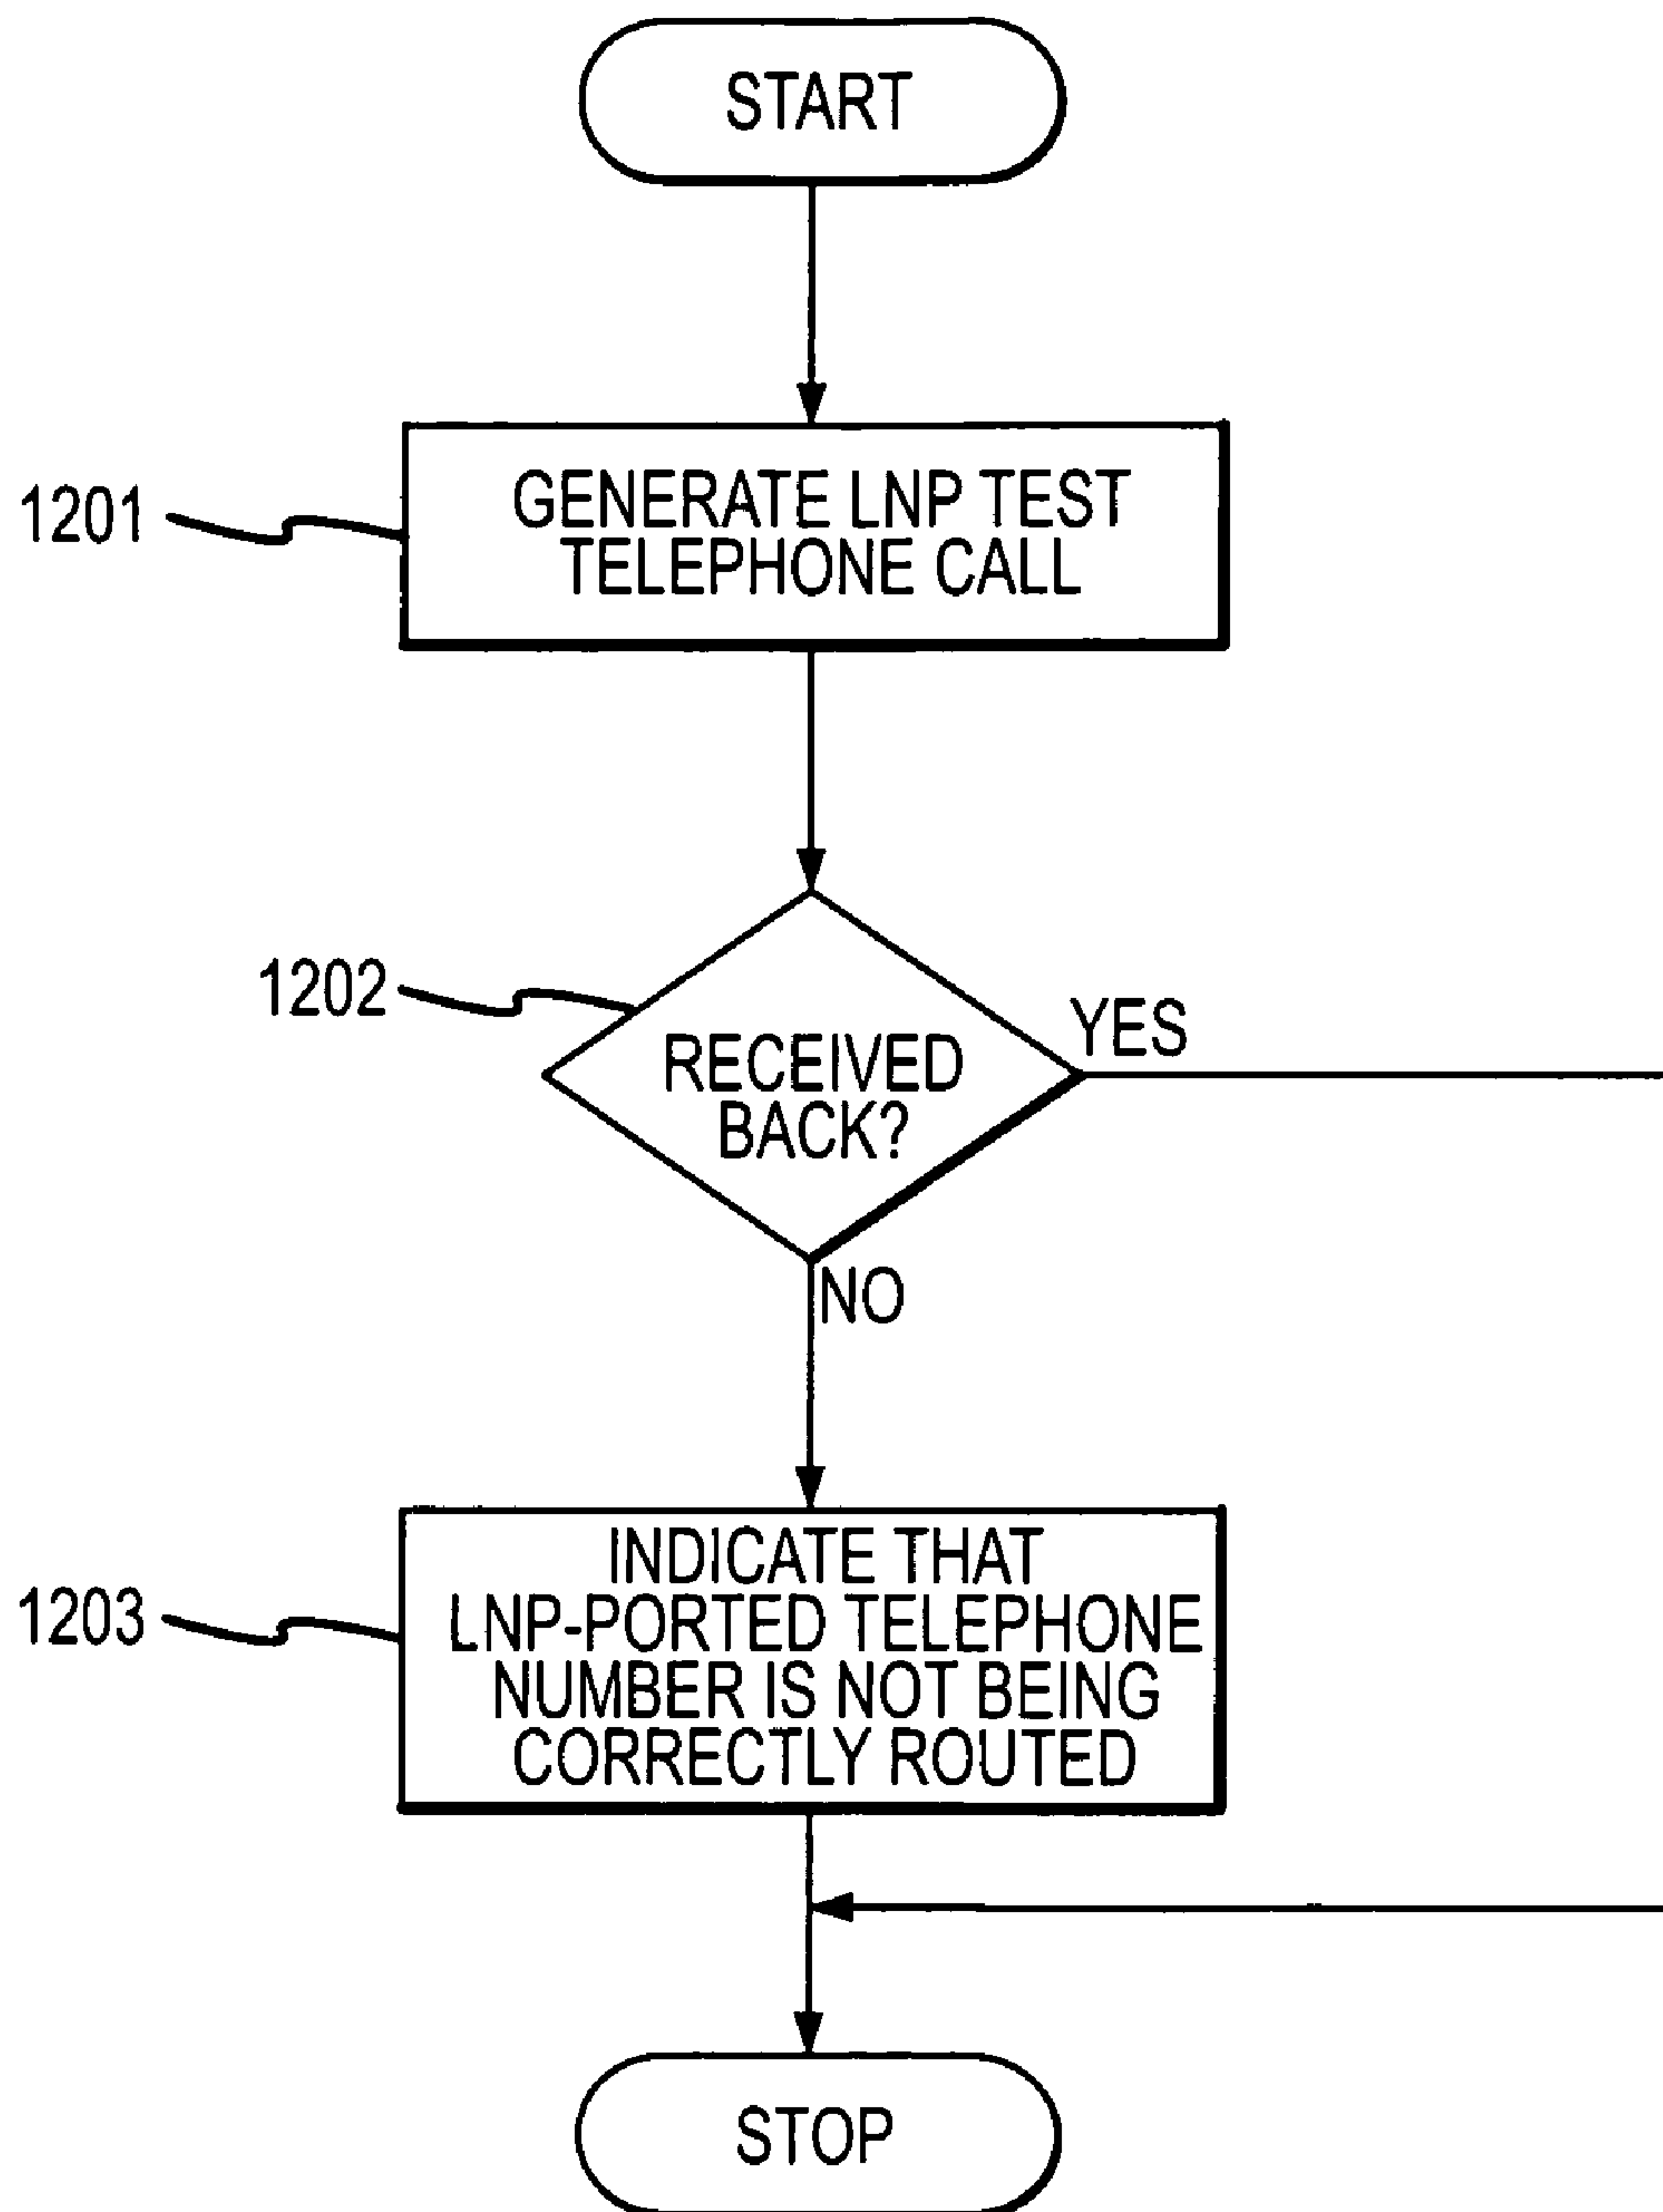 START
1201
GENERATE LNP TEST
TELEPHONE CALL
1202
RECEIVED
BACK?
YES
NO
1203
INDICATE THAT
LNP-PORTED TELEPHONE
NUMBER IS NOT BEING
CORRECTLY ROUTED
STOP